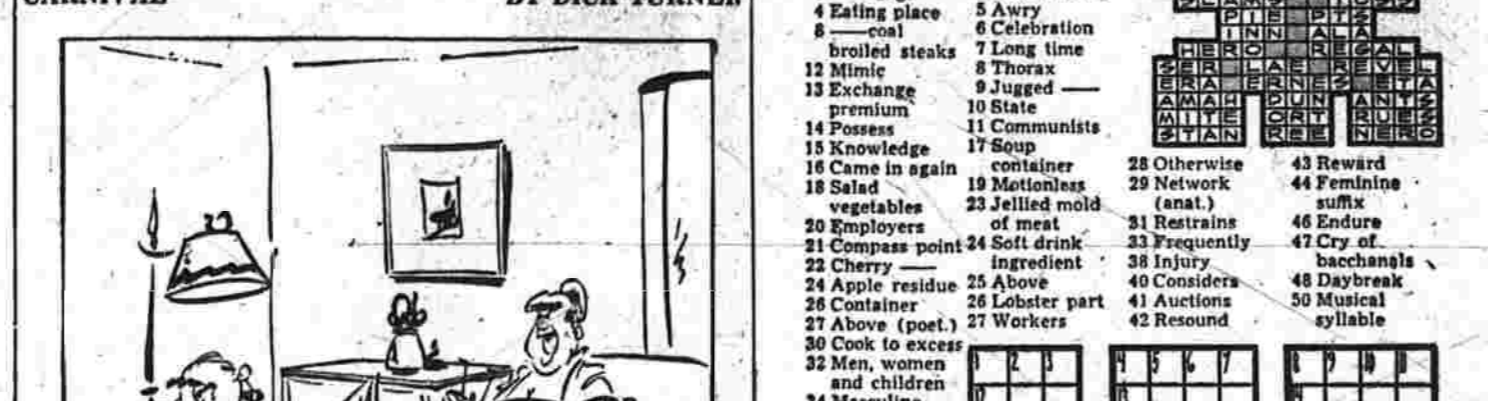 CARNIVAL BY DICK TURNER
4 Eating place
8 ——coal
broiled steaks
12 Mimic
13 Exchange
premium
14 Possess
15 Knowledge
16 Came in again
18 Salad
vegetables
20 Employers
21 Compass point
22 Cherry ——
24 Apple residue
26 Container
27 Above (poet.)
30 Cook to excess
32 Men, women
and children
34 Masculine
5 Awry
6 Celebration
7 Long time
8 Thorax
9 Jugged ——
10 State
11 Communists
17 Soup
container
19 Motionless
23 Jellied mold
of meat
24 Soft drink
ingredient
25 Above
26 Lobster part
27 Workers
PIE PTS
INN ALA
HERO REGAL
SER LAE REVEL
ERA ERNES ETA
AMAH DUN ANTS
MITE ORT RUES
STAN REE NERO
28 Otherwise
29 Network
(anat.)
31 Restrains
33 Frequently
38 Injury
40 Considers
41 Auctions
42 Resound
43 Reward
44 Feminine
suffix
46 Endure
47 Cry of
bacchanals
48 Daybreak
50 Musical
syllable
1 2 3 4 5 6 7 8 9 10 11
12 13 14